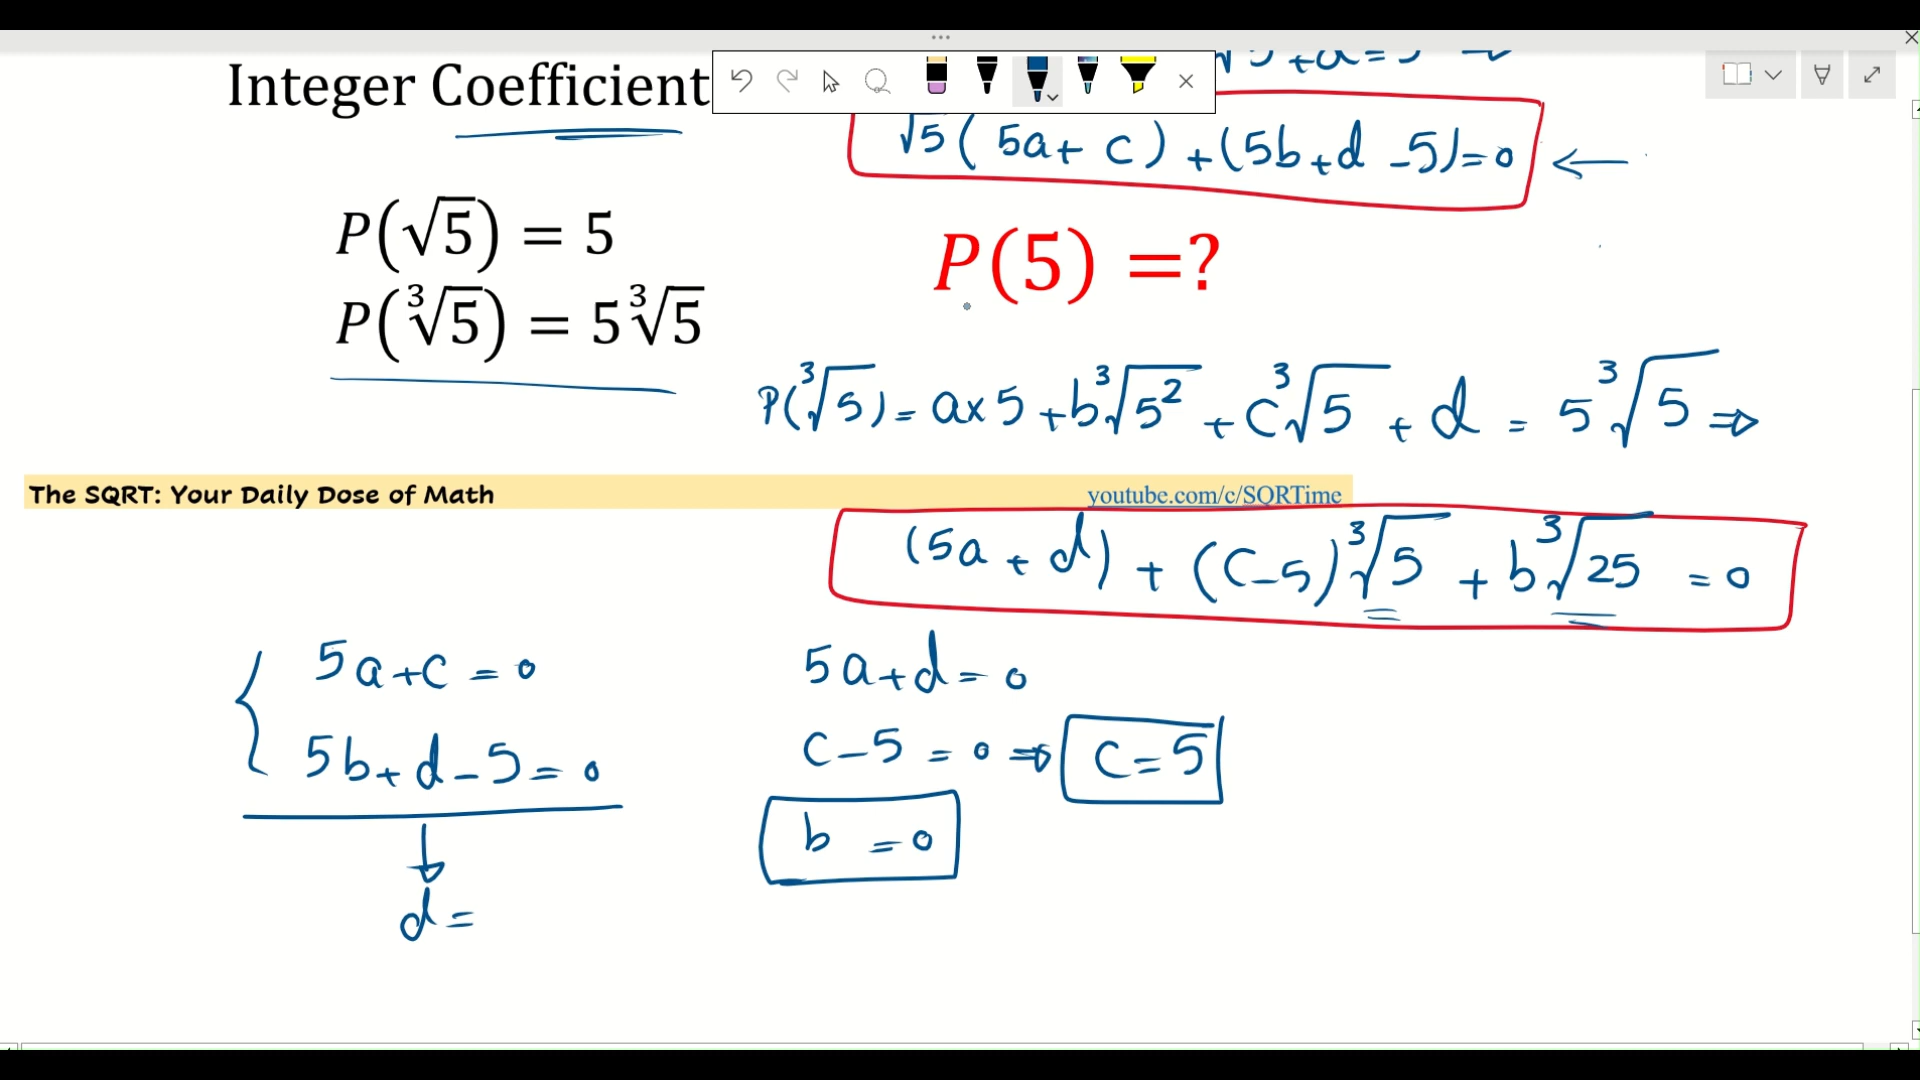 Integer Coefficient
√5 ( 5a + c ) + (5b + d - 5) = 0 ←
P(√5) = 5
P(5) =?
P(∛5) = 5∛5
P(∛5) = a×5 + b∛5² + c∛5 + d = 5∛5 ⇒
The SQRT: Your Daily Dose of Math youtube.com/c/SQRTime
(5a + d) + (C-5)∛5 + b∛25 = 0
5a + c = 0
5b + d - 5 = 0
d =
5a + d = 0
c - 5 = 0 ⇒ c = 5
b = 0